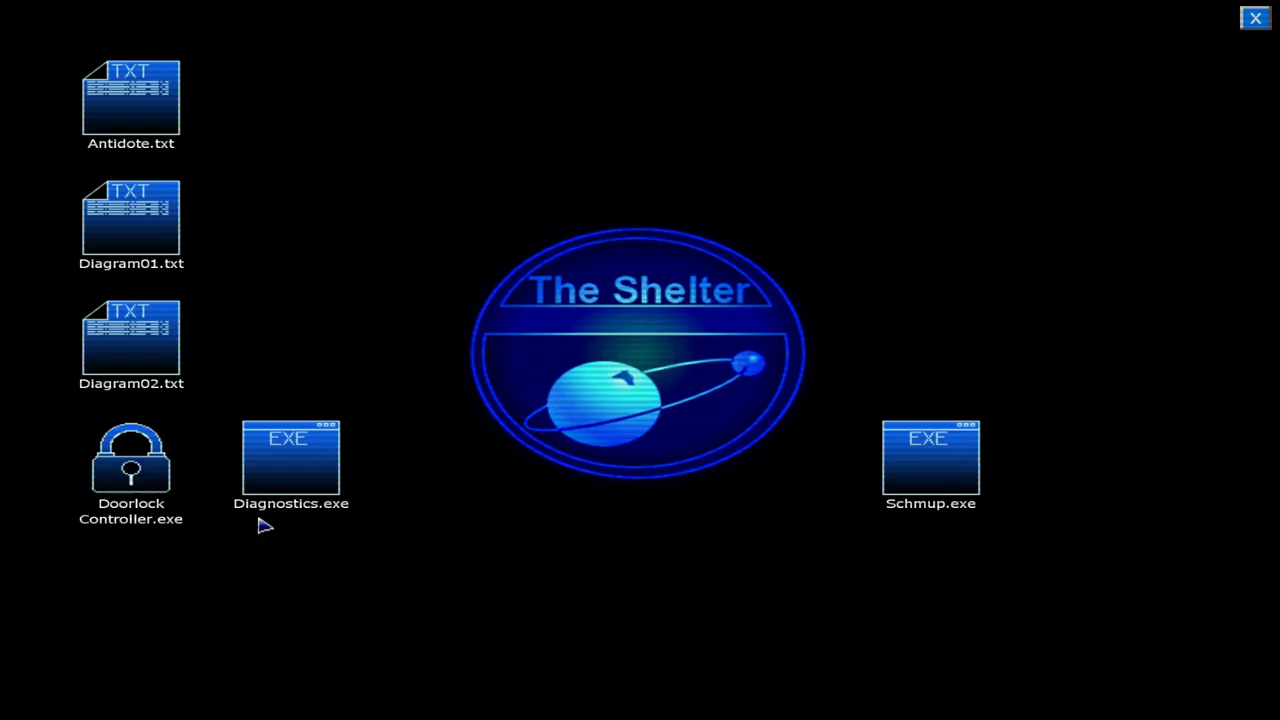 X
TXT
Antidote.txt
TXT
Diagram01.txt
The Shelter
TXT
Diagram02.txt
EXE
EXE
Doorlock
Controller.exe
Diagnostics.exe
Schmup.exe